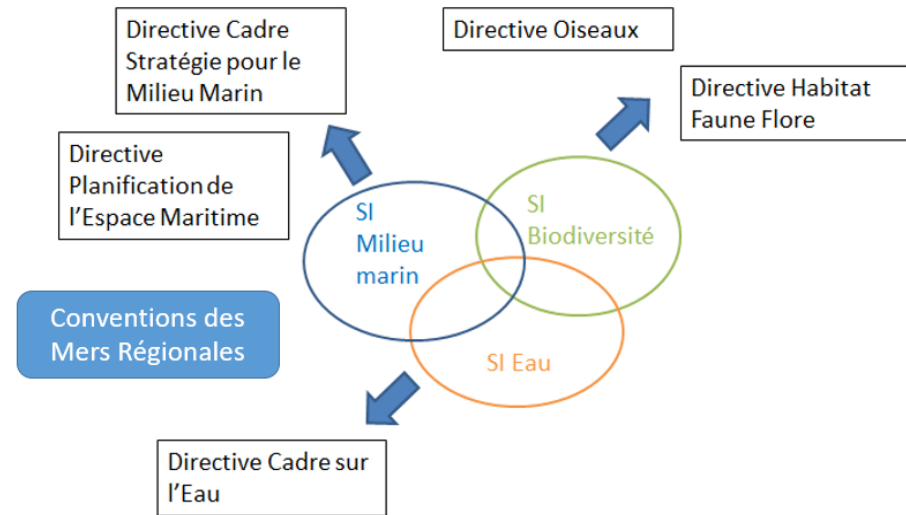 Directive Cadre
Stratégie pour le
Milieu Marin
Directive Oiseaux
Directive Habitat
Faune Flore
Directive
Planification de
l'Espace Maritime
SI
Milieu
marin
SI
Biodiversité
Conventions des
Mers Régionales
SI Eau
Directive Cadre sur
l'Eau